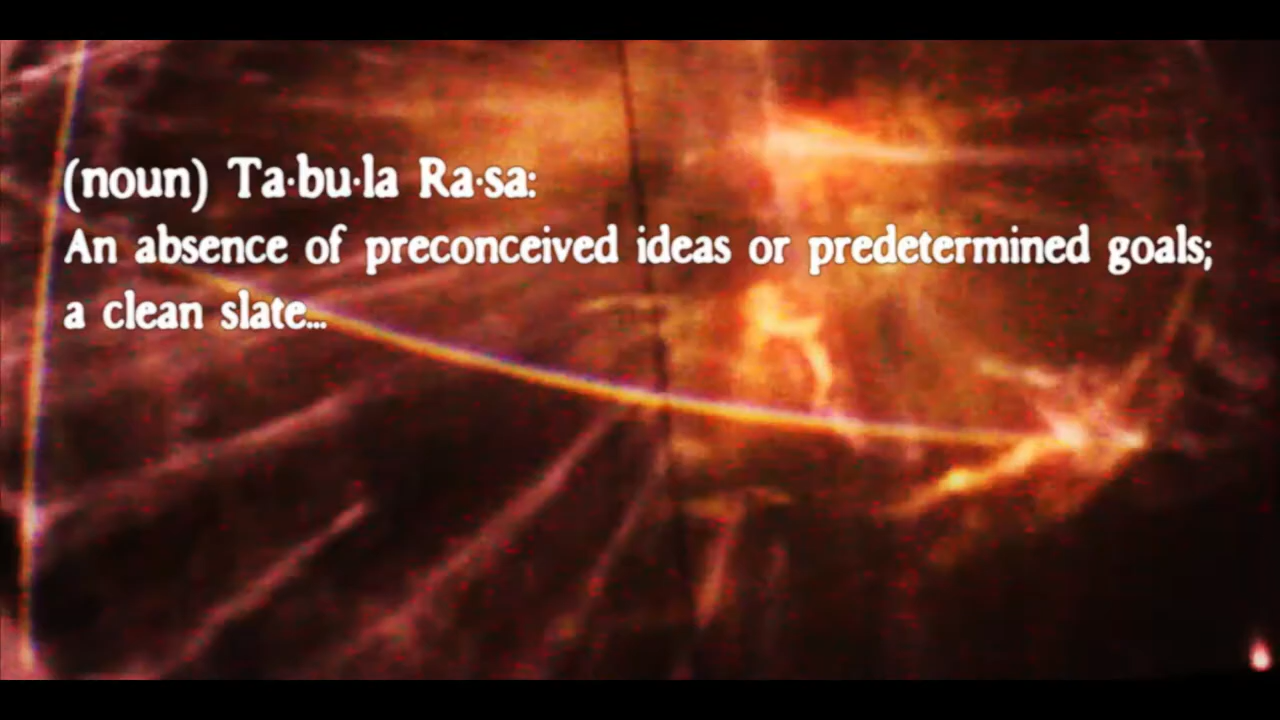 (noun) Ta·bu·la Ra·sa:
An absence of preconceived ideas or predetermined goals;
a clean slate...